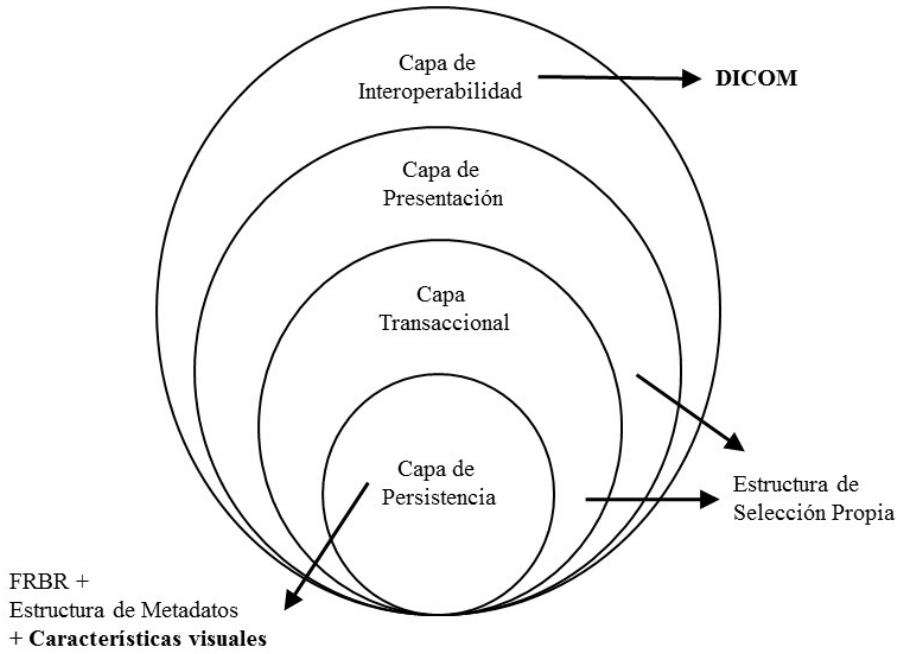 Capa de
Interoperabilidad
DICOM
Capa de
Presentación
Capa
Transaccional
Capa de
Persistencia
Estructura de
Selección Propia
FRBR +
Estructura de Metadatos
+ Características visuales